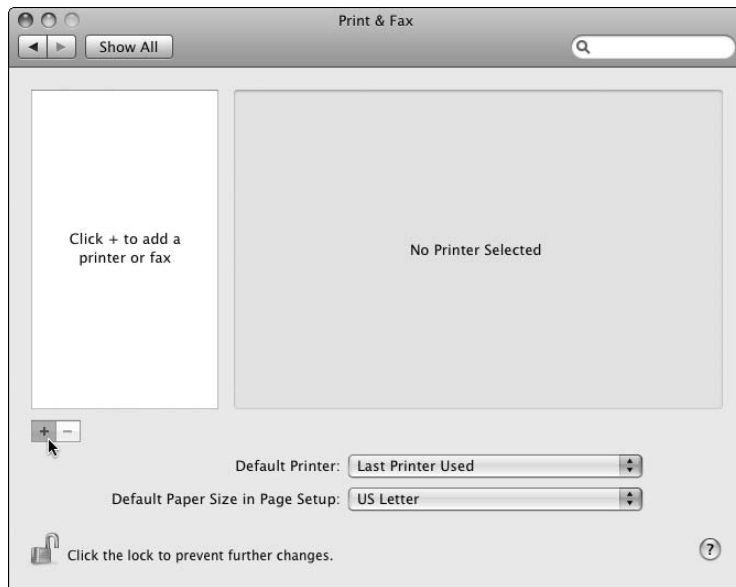 Print & Fax
Show All
Click + to add a
printer or fax
No Printer Selected
+ −
Default Printer: Last Printer Used
Default Paper Size in Page Setup: US Letter
Click the lock to prevent further changes.
?